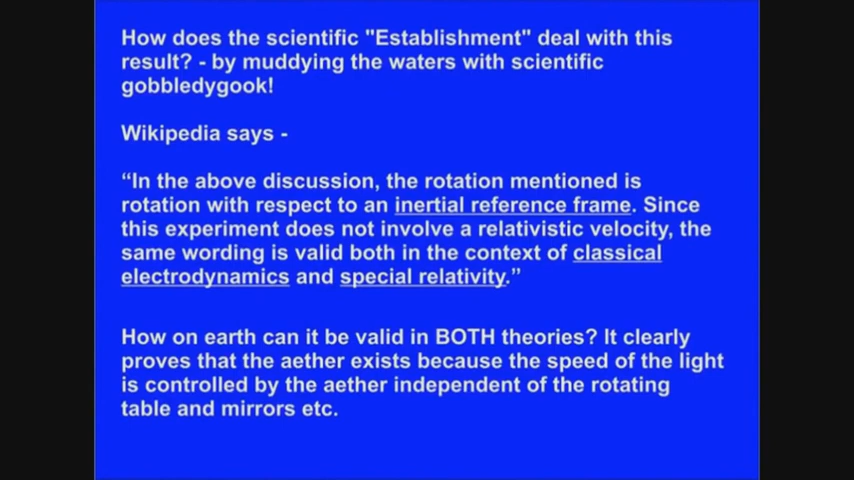 How does the scientific "Establishment" deal with this
result? - by muddying the waters with scientific
gobbledygook!
Wikipedia says -
“In the above discussion, the rotation mentioned is
rotation with respect to an inertial reference frame. Since
this experiment does not involve a relativistic velocity, the
same wording is valid both in the context of classical
electrodynamics and special relativity.”
How on earth can it be valid in BOTH theories? It clearly
proves that the aether exists because the speed of the light
is controlled by the aether independent of the rotating
table and mirrors etc.